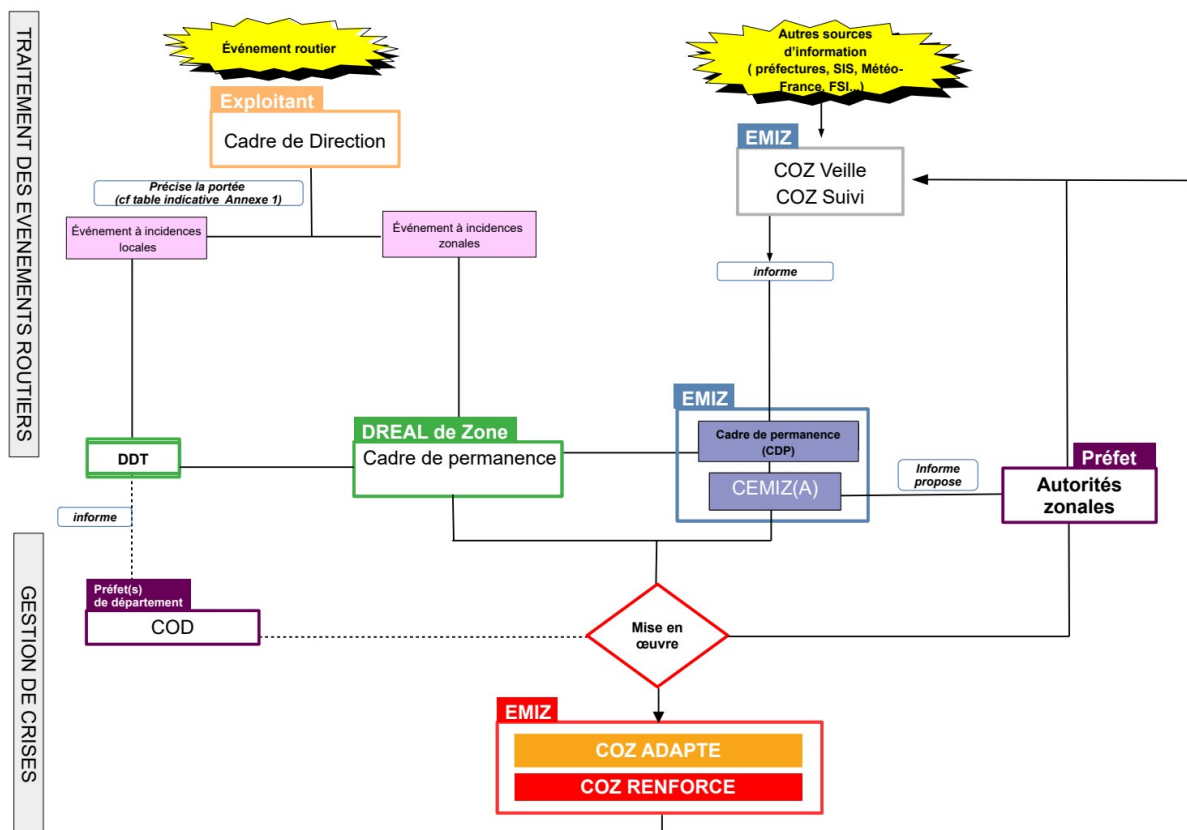 TRAITEMENT DES EVENEMENTS ROUTIERS
Événement routier
Autres sources
d'information
( préfectures, SIS, Météo-
France, FSI...)
Exploitant
Cadre de Direction
EMIZ
COZ Veille
COZ Suivi
Précise la portée
(cf table indicative Annexe 1)
Événement à incidences
locales
Événement à incidences
zonales
informe
EMIZ
Cadre de permanence
(CDP)
CEMIZ(A)
DREAL de Zone
Cadre de permanence
DDT
Informe
propose
Préfet
Autorités
zonales
informe
GESTION DE CRISES
Préfet(s)
de département
COD
Mise en
œuvre
EMIZ
COZ ADAPTE
COZ RENFORCE